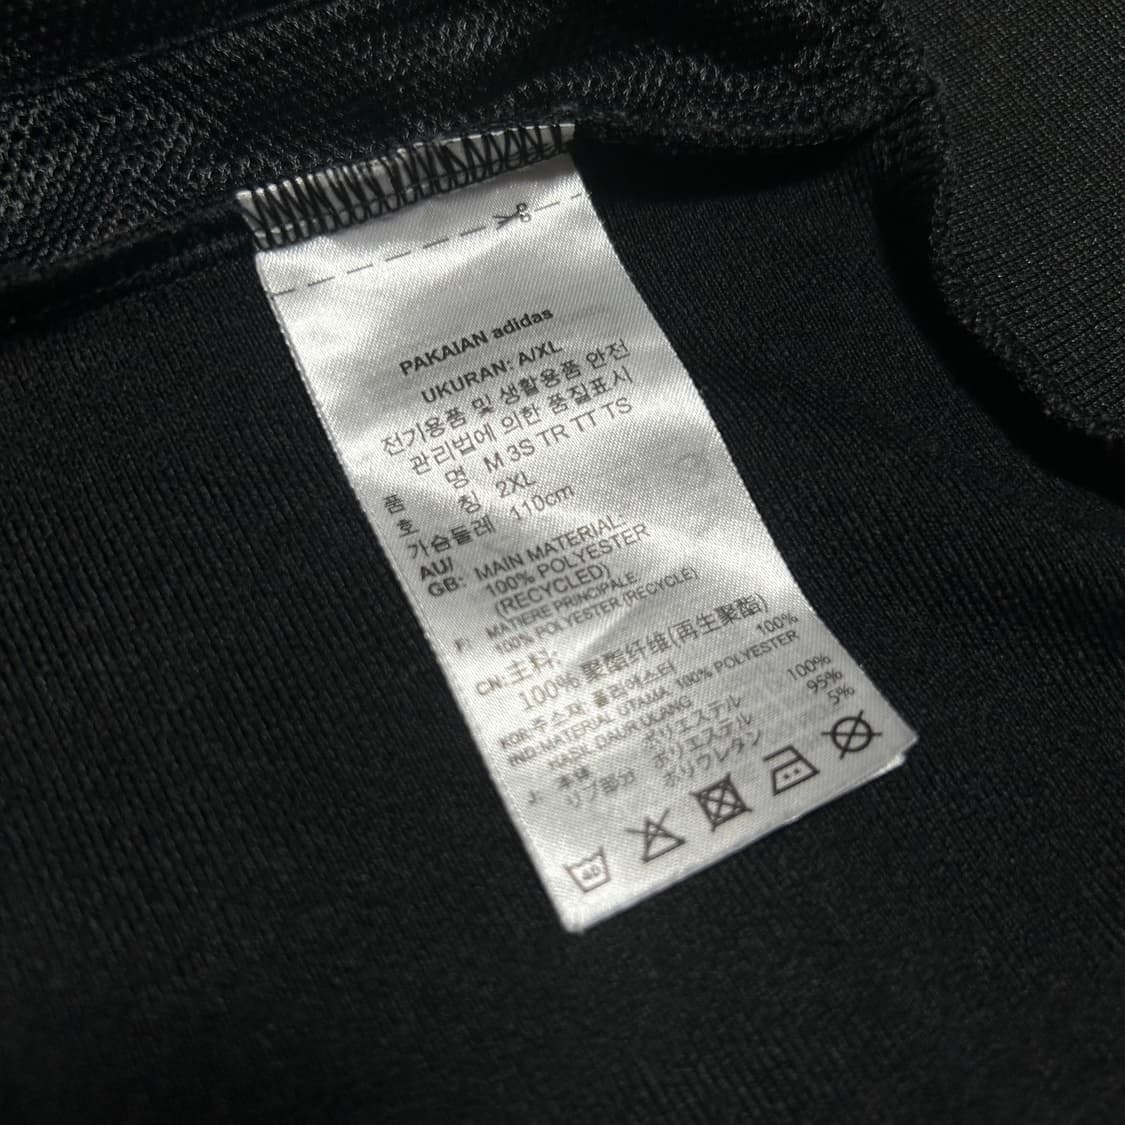 PAKAIAN adidas
UKURAN: A/XL
전기용품 및 생활용품 안전
관리법에 의한 품질표시
품 명 M 3S TR TT TS
호 칭 2XL
가슴둘레 110cm
AU/
GB: MAIN MATERIAL:
100% POLYESTER
(RECYCLED)
F: MATIERE PRINCIPALE:
100% POLYESTER (RECYCLÉ)
CN: 主料:
100% 聚酯纤维(再生聚酯)
KOR-주소재: 폴리에스터 100%
IND-MATERIAL UTAMA: 100% POLYESTER
HASIL DAUR ULANG
J: 本体 ポリエステル 100%
リブ部分 ポリエステル 95%
ポリウレタン 5%
40